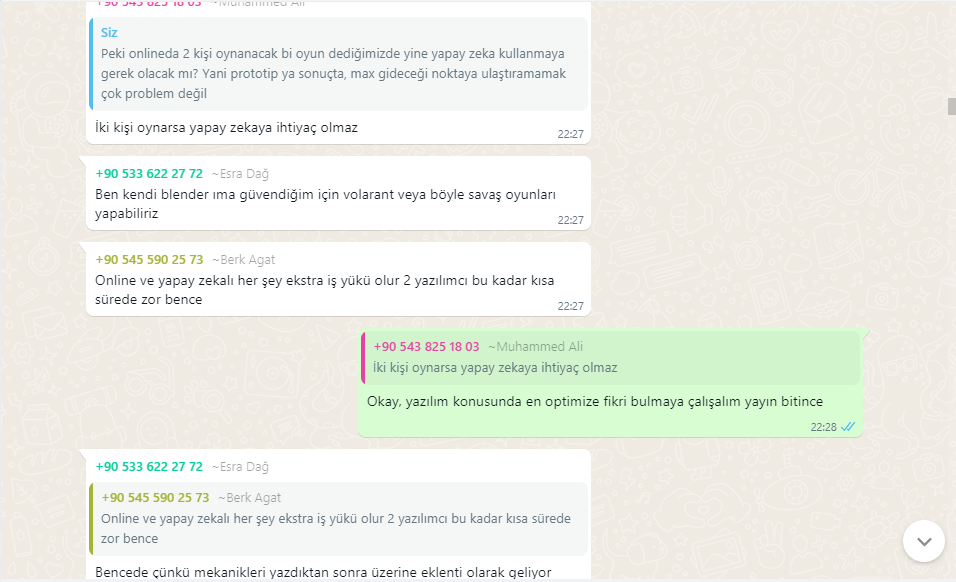 +90 543 825 18 03 ~Muhammed Ali
Siz
Peki onlineda 2 kişi oynanacak bi oyun dediğimizde yine yapay zeka kullanmaya
gerek olacak mı? Yani prototip ya sonuçta, max gideceği noktaya ulaştıramamak
çok problem değil
İki kişi oynarsa yapay zekaya ihtiyaç olmaz
22:27
+90 533 622 27 72 ~Esra Dağ
Ben kendi blender ıma güvendiğim için volarant veya böyle savaş oyunları
yapabiliriz
22:27
+90 545 590 25 73 ~Berk Agat
Online ve yapay zekalı her şey ekstra iş yükü olur 2 yazılımcı bu kadar kısa
sürede zor bence
22:27
+90 543 825 18 03 ~Muhammed Ali
İki kişi oynarsa yapay zekaya ihtiyaç olmaz
Okay, yazılım konusunda en optimize fikri bulmaya çalışalım yayın bitince
22:28
+90 533 622 27 72 ~Esra Dağ
+90 545 590 25 73 ~Berk Agat
Online ve yapay zekalı her şey ekstra iş yükü olur 2 yazılımcı bu kadar kısa sürede
zor bence
Bencede çünkü mekanikleri yazdıktan sonra üzerine eklenti olarak geliyor